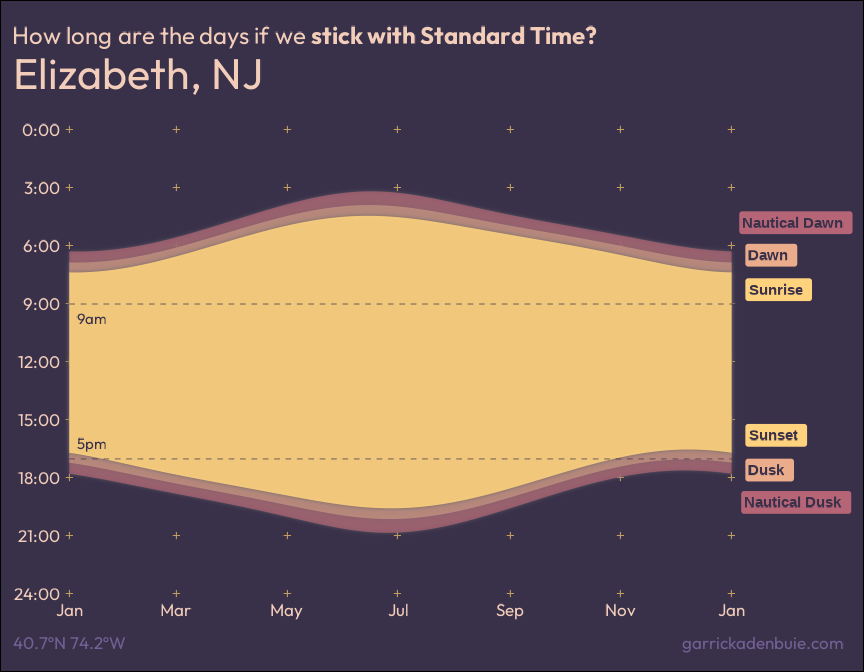 How long are the days if we stick with Standard Time?
Elizabeth, NJ
0:00
3:00
Nautical Dawn
6:00
Dawn
Sunrise
9:00
9am
12:00
15:00
Sunset
5pm
Dusk
18:00
Nautical Dusk
21:00
24:00
Jan Mar May Jul Sep Nov Jan
40.7°N 74.2°W garrickadenbuie.com